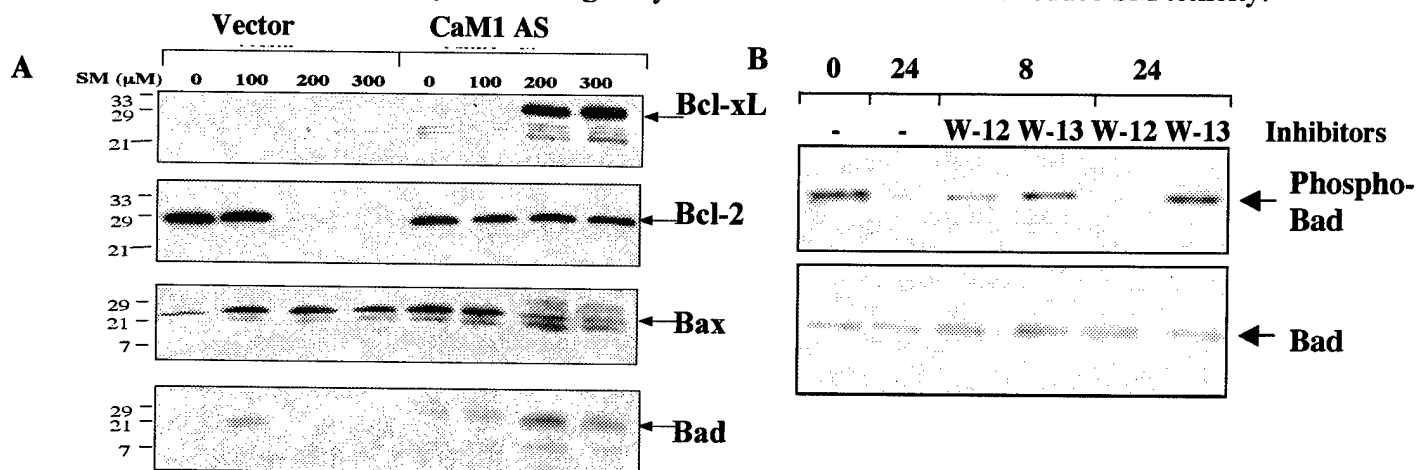 Vector CaM1 AS
A
SM (µM) 0 100 200 300 0 100 200 300
33
29
21
Bcl-xL
33
29
21
Bcl-2
29
21
7
Bax
29
21
7
Bad
B
0 24 8 24
- - W-12 W-13 W-12 W-13 Inhibitors
Phospho-
Bad
Bad